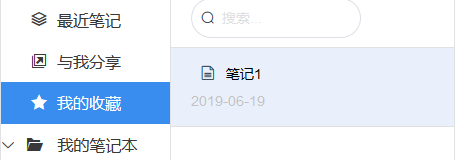 最近笔记
与我分享
我的收藏
我的笔记本
搜索...
笔记1
2019-06-19